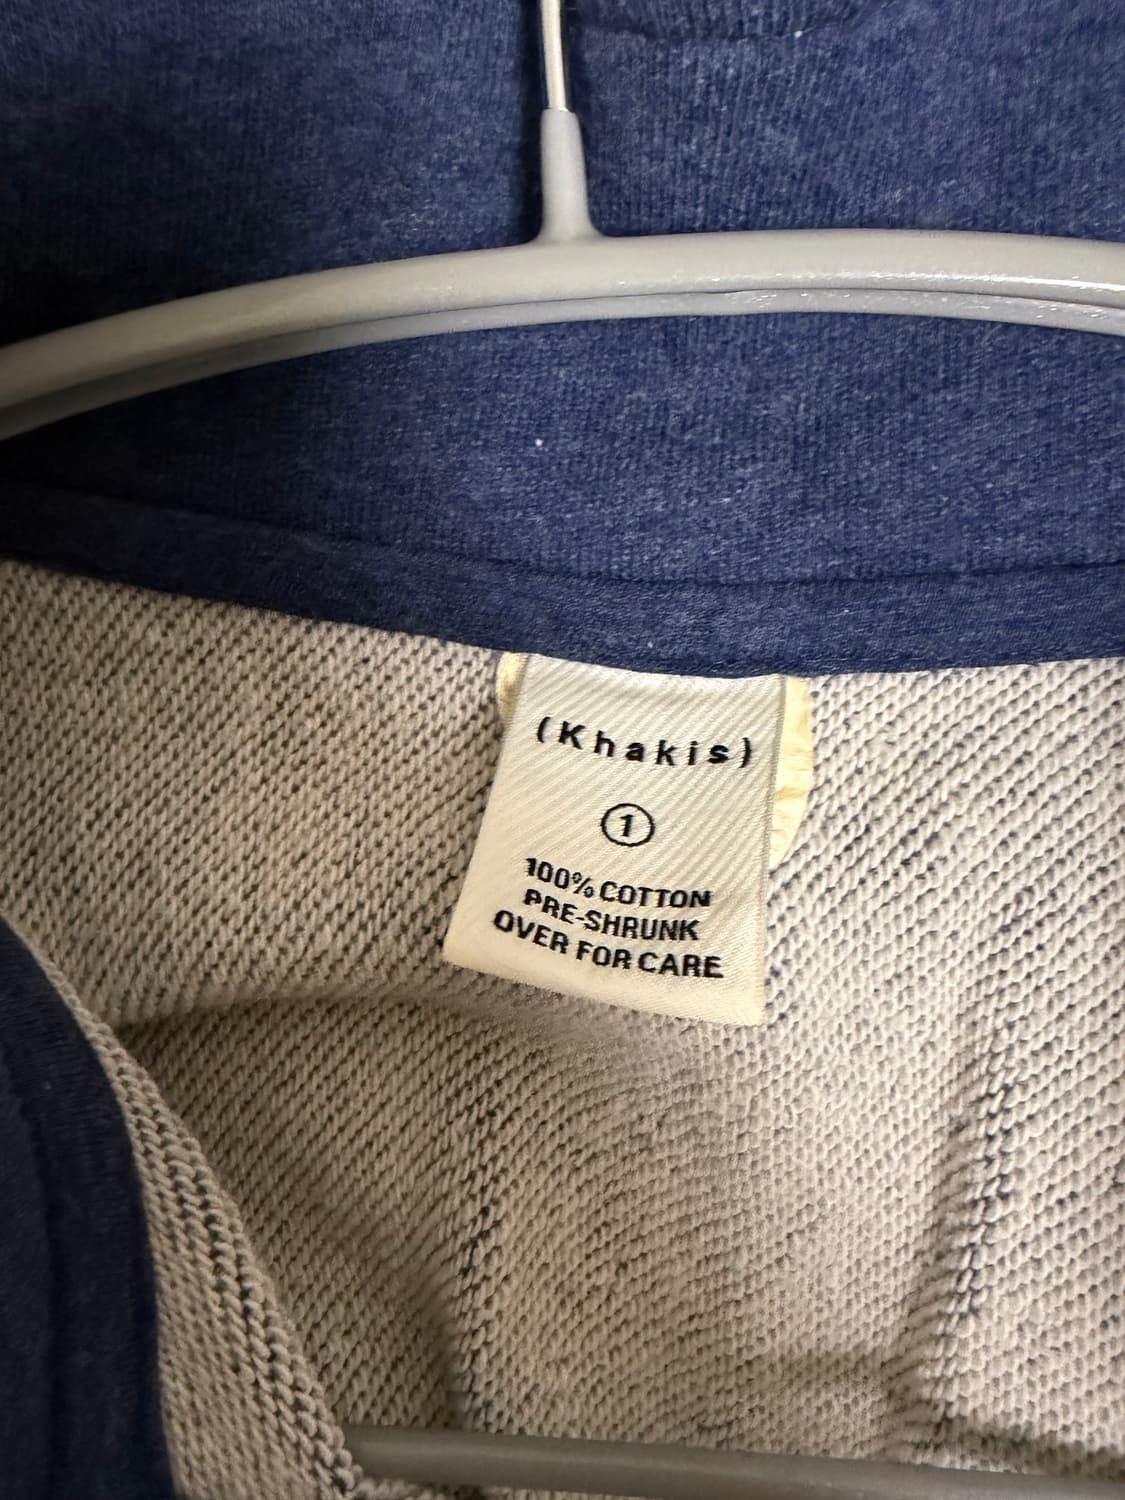 (Khakis)
1
100% COTTON
PRE-SHRUNK
OVER FOR CARE